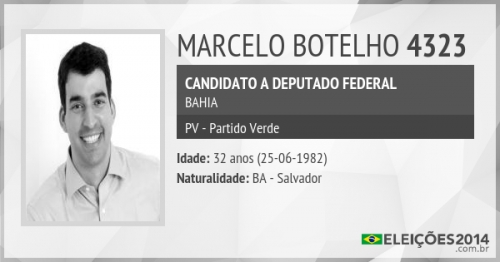 MARCELO BOTELHO 4323
CANDIDATO A DEPUTADO FEDERAL
BAHIA
PV - Partido Verde
Idade: 32 anos (25-06-1982)
Naturalidade: BA - Salvador
ELEIÇÕES2014
.com.br